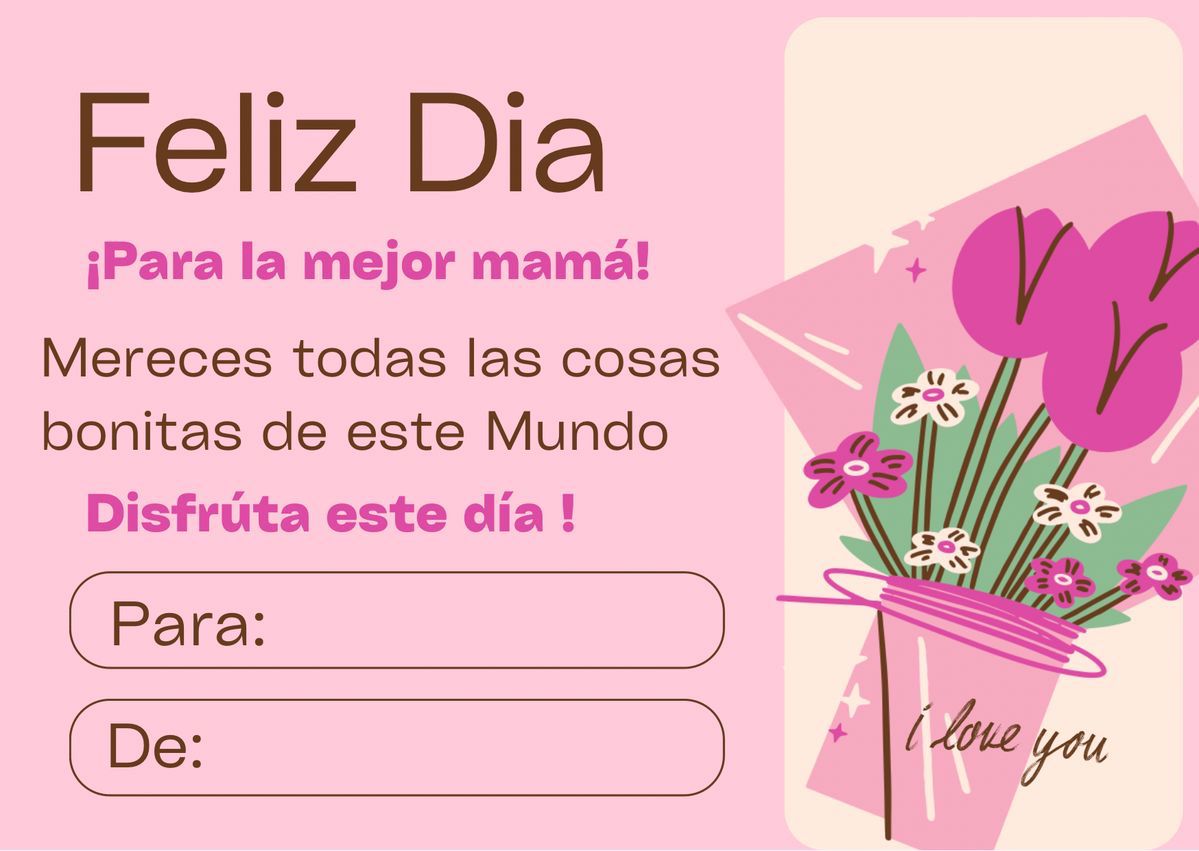 Feliz Dia
¡Para la mejor mamá!
Mereces todas las cosas
bonitas de este Mundo
Disfrúta este día !
Para:
De:
i love you